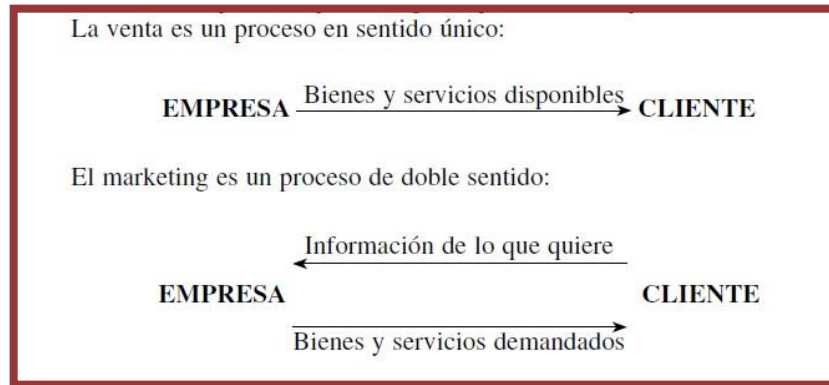 La venta es un proceso en sentido único:
Bienes y servicios disponibles
EMPRESA CLIENTE
El marketing es un proceso de doble sentido:
Información de lo que quiere
EMPRESA CLIENTE
Bienes y servicios demandados